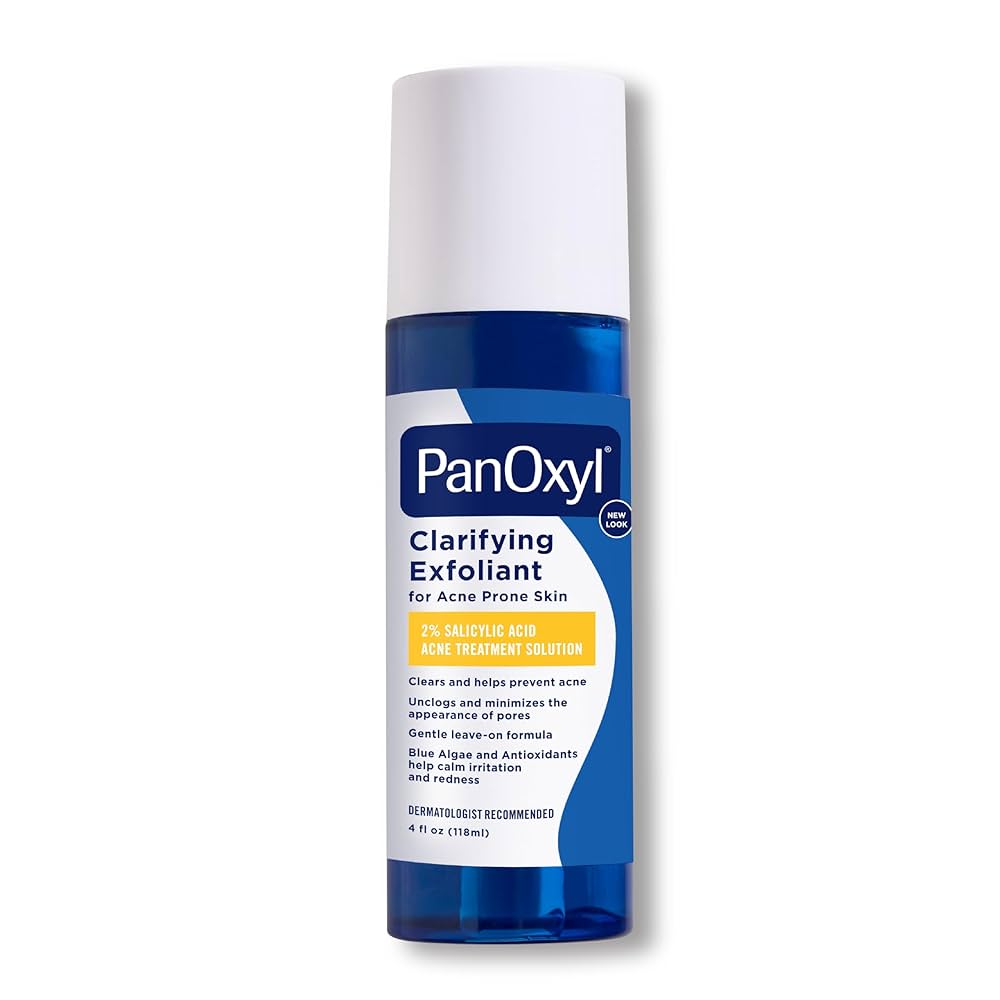 PanOxyl®
NEW
LOOK
Clarifying
Exfoliant
for Acne Prone Skin
2% SALICYLIC ACID
ACNE TREATMENT SOLUTION
Clears and helps prevent acne
Unclogs and minimizes the
appearance of pores
Gentle leave-on formula
Blue Algae and Antioxidants
help calm irritation
and redness
DERMATOLOGIST RECOMMENDED
4 fl oz (118ml)